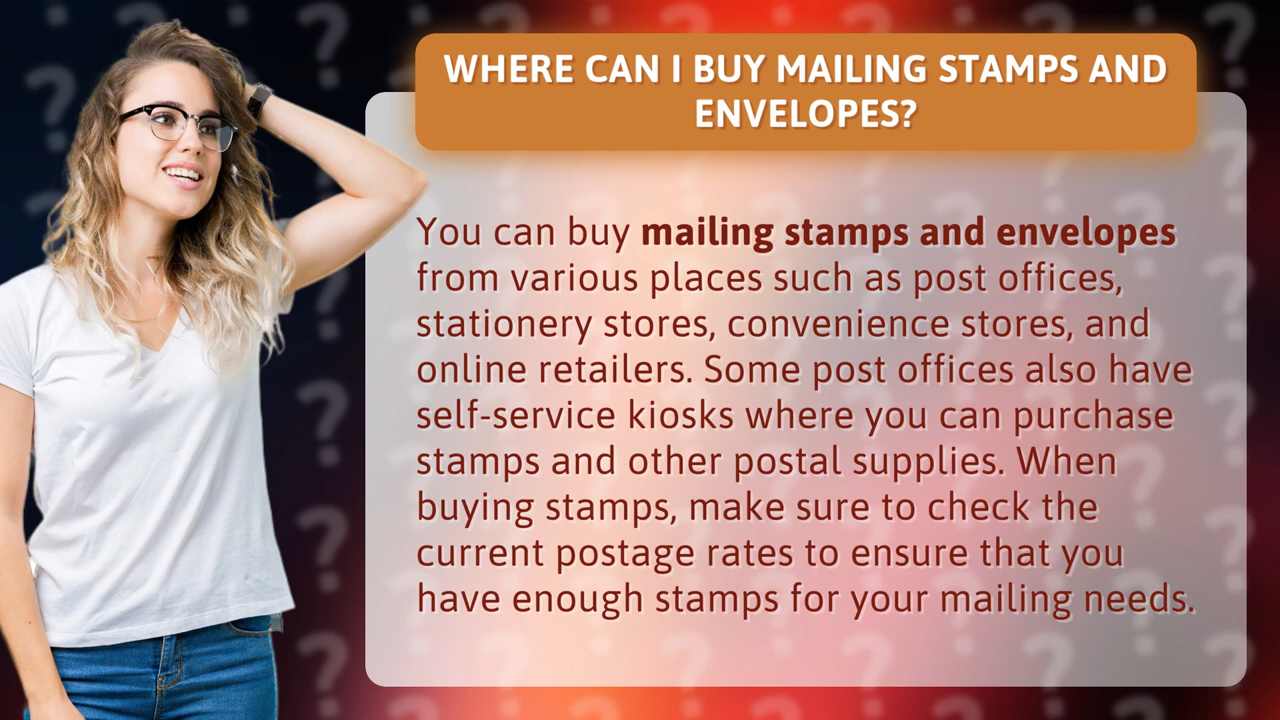 WHERE CAN I BUY MAILING STAMPS AND
ENVELOPES?
You can buy mailing stamps and envelopes
from various places such as post offices,
stationery stores, convenience stores, and
online retailers. Some post offices also have
self-service kiosks where you can purchase
stamps and other postal supplies. When
buying stamps, make sure to check the
current postage rates to ensure that you
have enough stamps for your mailing needs.